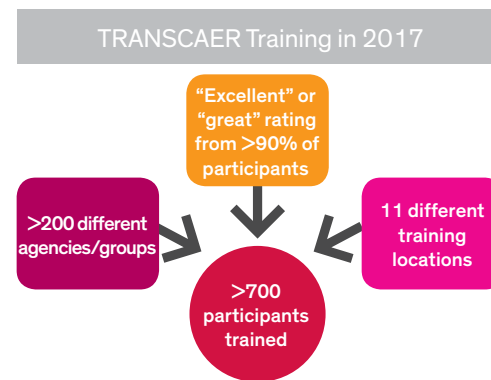 TRANSCAER Training in 2017
“Excellent” or
“great” rating
from >90% of
participants
>200 different
agencies/groups
11 different
training
locations
>700
participants
trained